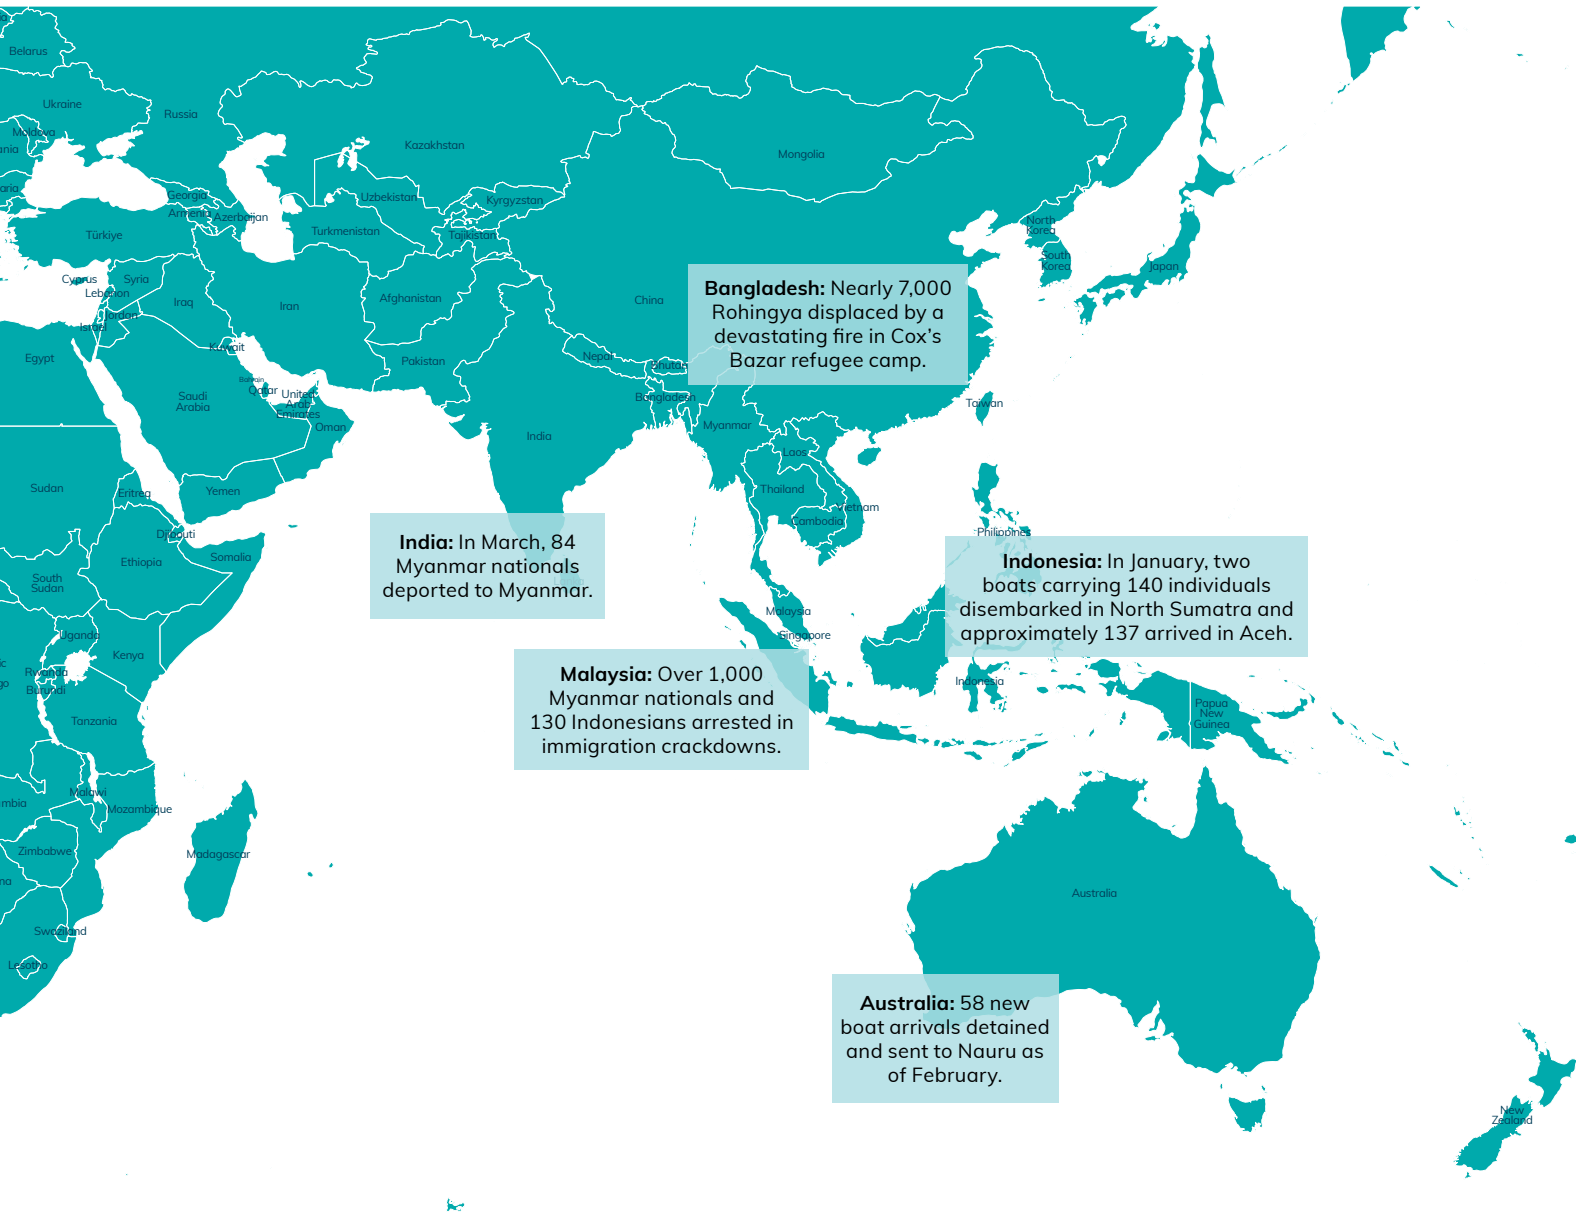 Belarus
Ukraine
Russia
Moldova
ania
aria
Kazakhstan
Mongolia
Georgia
Armenia
Azerbaijan
Uzbekistan
Kyrgyzstan
Türkiye
Turkmenistan
Tajikistan
North
Korea
South
Korea
Japan
Cyprus
Syria
Lebanon
Iraq
Iran
Afghanistan
China
Jordan
Israel
Kuwait
Egypt
Pakistan
Nepal
Bhutan
Bangladesh: Nearly 7,000
Rohingya displaced by a
devastating fire in Cox’s
Bazar refugee camp.
Bahrain
Qatar
United
Arab
Emirates
Saudi
Arabia
Oman
Bangladesh
Taiwan
India
Myanmar
Laos
Sudan
Eritrea
Yemen
Thailand
Vietnam
Cambodia
Philippines
Djibouti
Ethiopia
Somalia
South
Sudan
India: In March, 84
Myanmar nationals
deported to Myanmar.
Lanka
Indonesia: In January, two
boats carrying 140 individuals
disembarked in North Sumatra and
approximately 137 arrived in Aceh.
Malaysia
Singapore
Uganda
Kenya
ic
go
Rwanda
Burundi
Malaysia: Over 1,000
Myanmar nationals and
130 Indonesians arrested in
immigration crackdowns.
Indonesia
Papua
New
Guinea
Tanzania
Malawi
mbia
Mozambique
Zimbabwe
Madagascar
na
Australia
Swaziland
Lesotho
Australia: 58 new
boat arrivals detained
and sent to Nauru as
of February.
New
Zealand